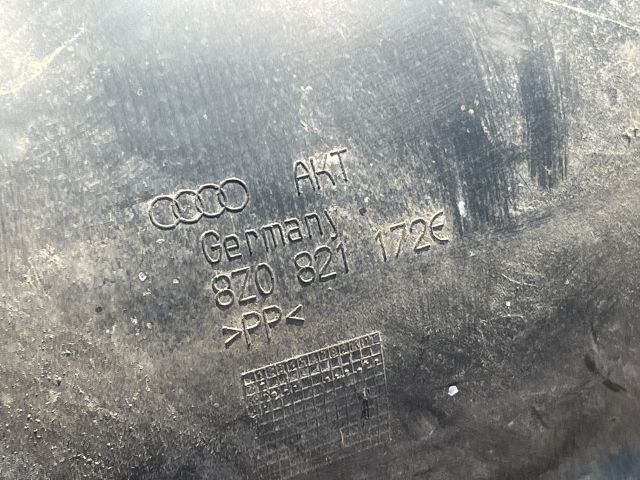 AKT
Germany
8Z0 821 172E
>PP<